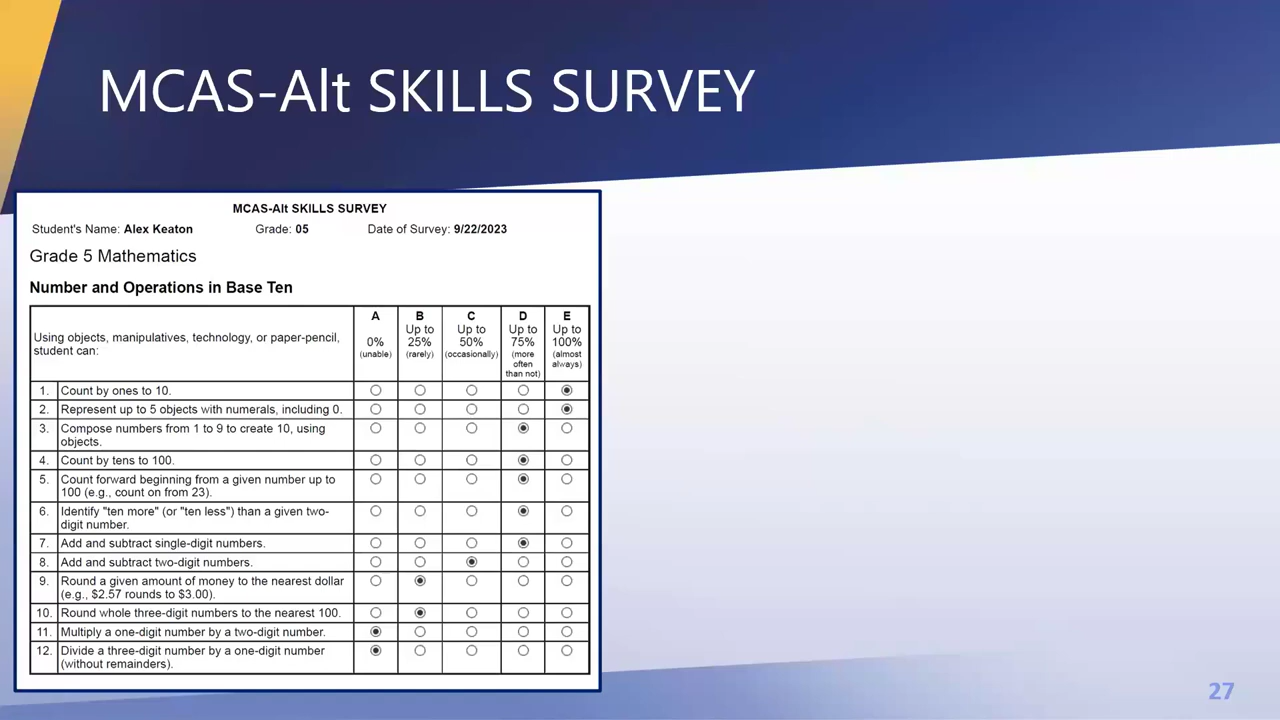 MCAS-Alt SKILLS SURVEY
MCAS-Alt SKILLS SURVEY
Student's Name: Alex Keaton Grade: 05 Date of Survey: 9/22/2023
Grade 5 Mathematics
Number and Operations in Base Ten
Using objects, manipulatives, technology, or paper-pencil,
student can:
A
0%
(unable)
B
Up to
25%
(rarely)
C
Up to
50%
(occasionally)
D
Up to
75%
(more
often
than not)
E
Up to
100%
(almost
always)
1. Count by ones to 10.
2. Represent up to 5 objects with numerals, including 0.
3. Compose numbers from 1 to 9 to create 10, using
objects.
4. Count by tens to 100.
5. Count forward beginning from a given number up to
100 (e.g., count on from 23).
6. Identify "ten more" (or "ten less") than a given two-
digit number.
7. Add and subtract single-digit numbers.
8. Add and subtract two-digit numbers.
9. Round a given amount of money to the nearest dollar
(e.g., $2.57 rounds to $3.00).
10. Round whole three-digit numbers to the nearest 100.
11. Multiply a one-digit number by a two-digit number.
12. Divide a three-digit number by a one-digit number
(without remainders).
27